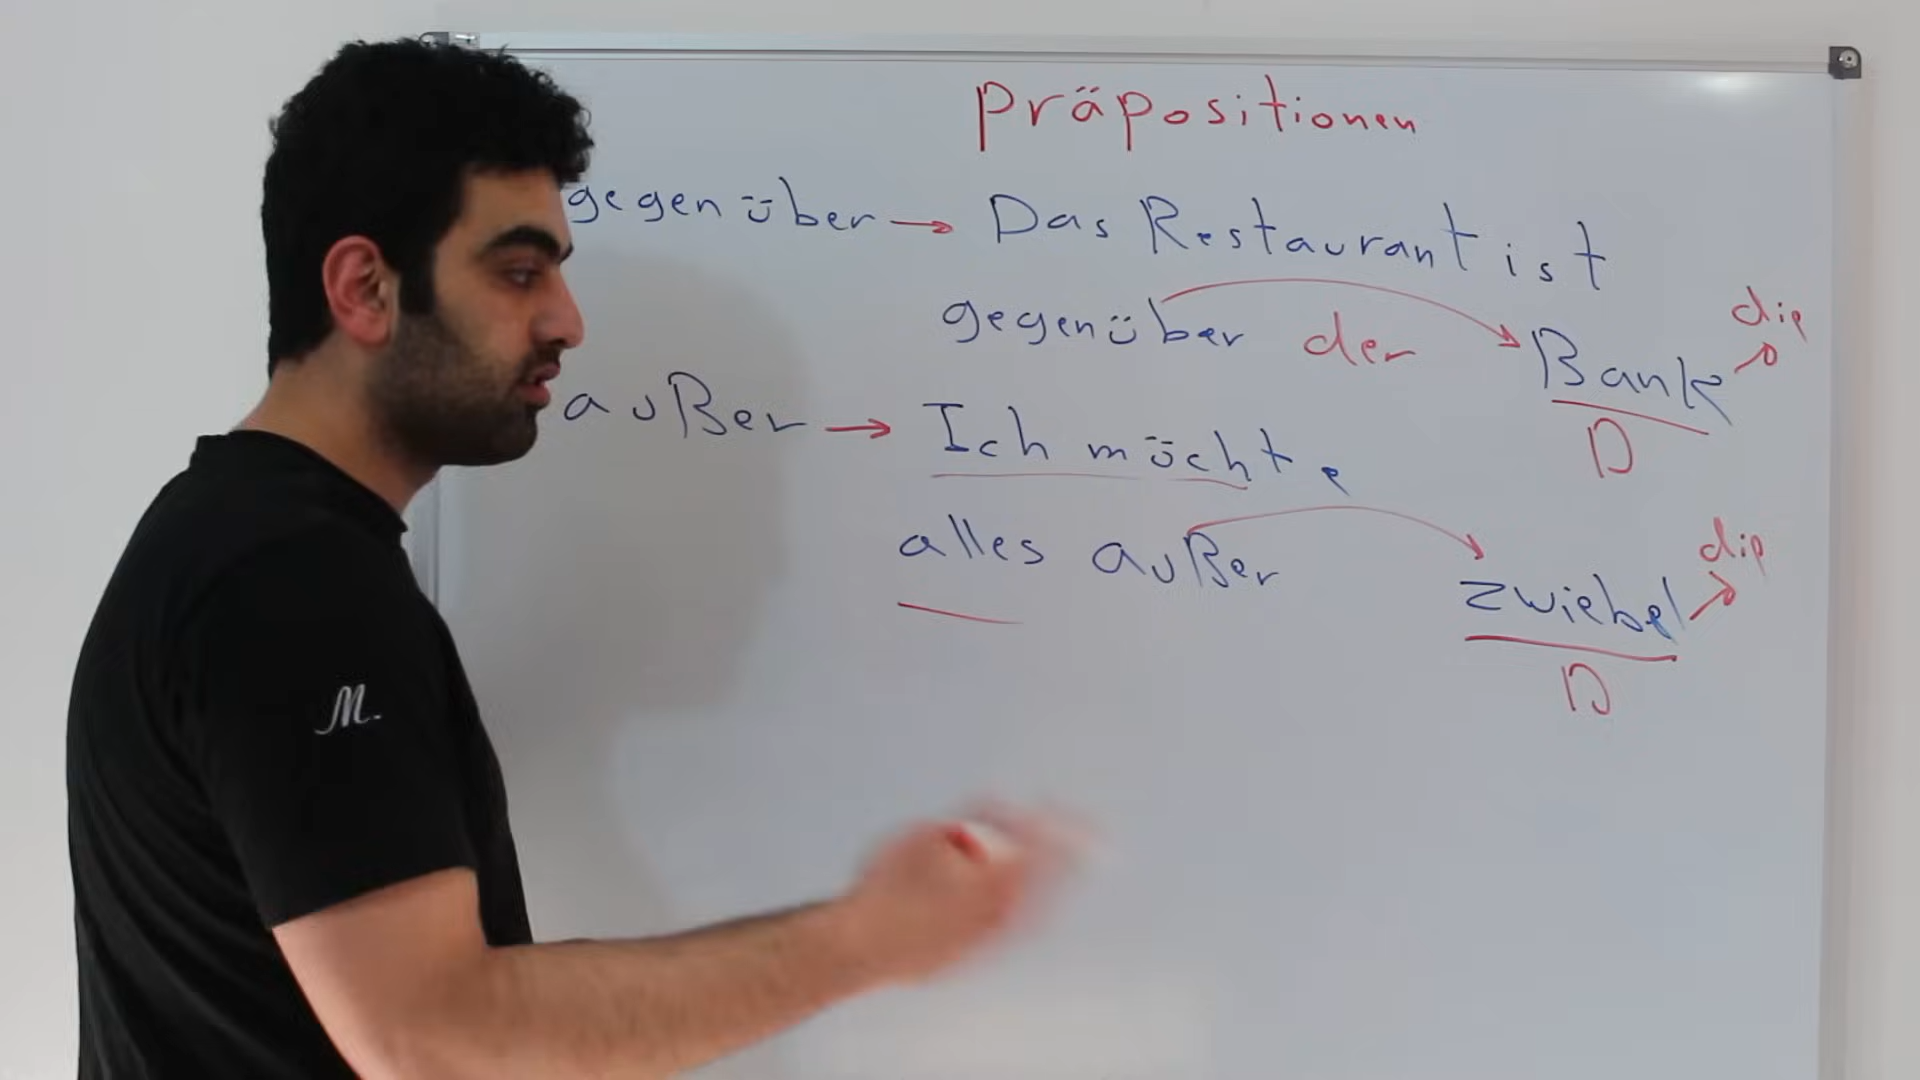 Präpositionen
gegenüber → Das Restaurant ist
gegenüber der Bank die
D
außer → Ich möchte
alles außer zwiebel die
D
M.